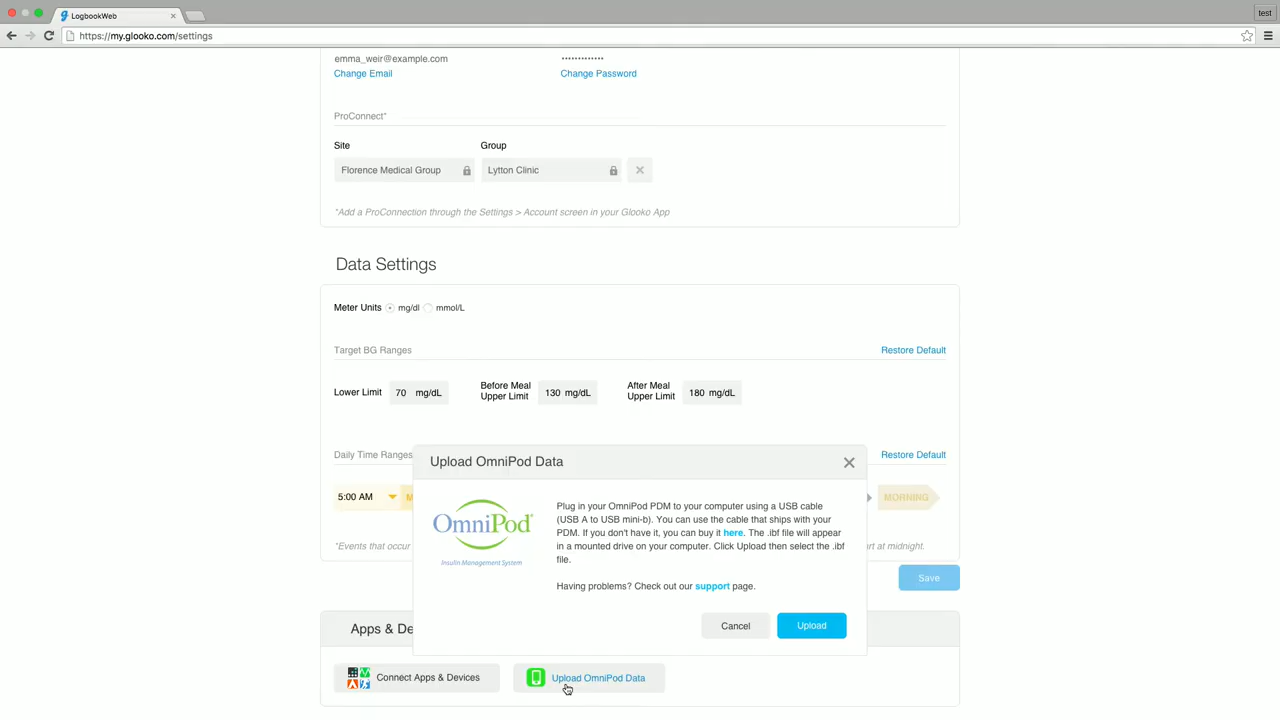 LogbookWeb
test
https://my.glooko.com/settings
emma_weir@example.com
Change Email
Change Password
ProConnect*
Site
Group
Florence Medical Group
Lytton Clinic
*Add a ProConnection through the Settings > Account screen in your Glooko App
Data Settings
Meter Units mg/dl mmol/L
Target BG Ranges
Restore Default
Lower Limit 70 mg/dL
Before Meal
Upper Limit
130 mg/dL
After Meal
Upper Limit
180 mg/dL
Daily Time Ranges
Restore Default
5:00 AM
MORNING
*Events that occur
rt at midnight.
Save
Upload OmniPod Data
OmniPod
Insulin Management System
Plug in your OmniPod PDM to your computer using a USB cable
(USB A to USB mini-b). You can use the cable that ships with your
PDM. If you don't have it, you can buy it here. The .ibf file will appear
in a mounted drive on your computer. Click Upload then select the .ibf
file.
Having problems? Check out our support page.
Cancel
Upload
Apps & De
Connect Apps & Devices
Upload OmniPod Data